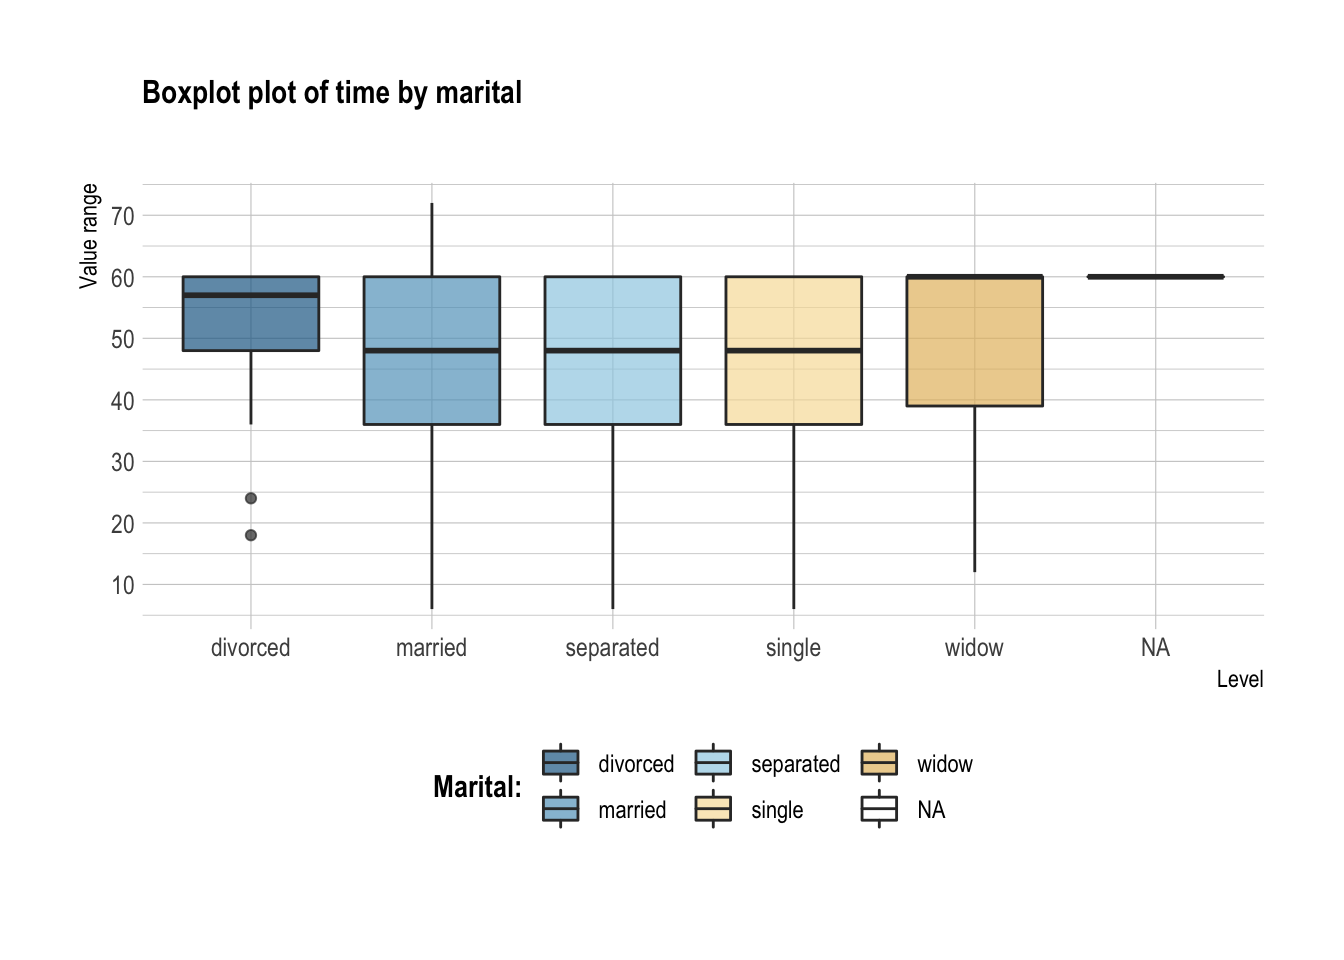 Boxplot plot of time by marital
Value range
70
60
50
40
30
20
10
divorced married separated single widow NA
Level
Marital:
divorced separated widow
married single NA